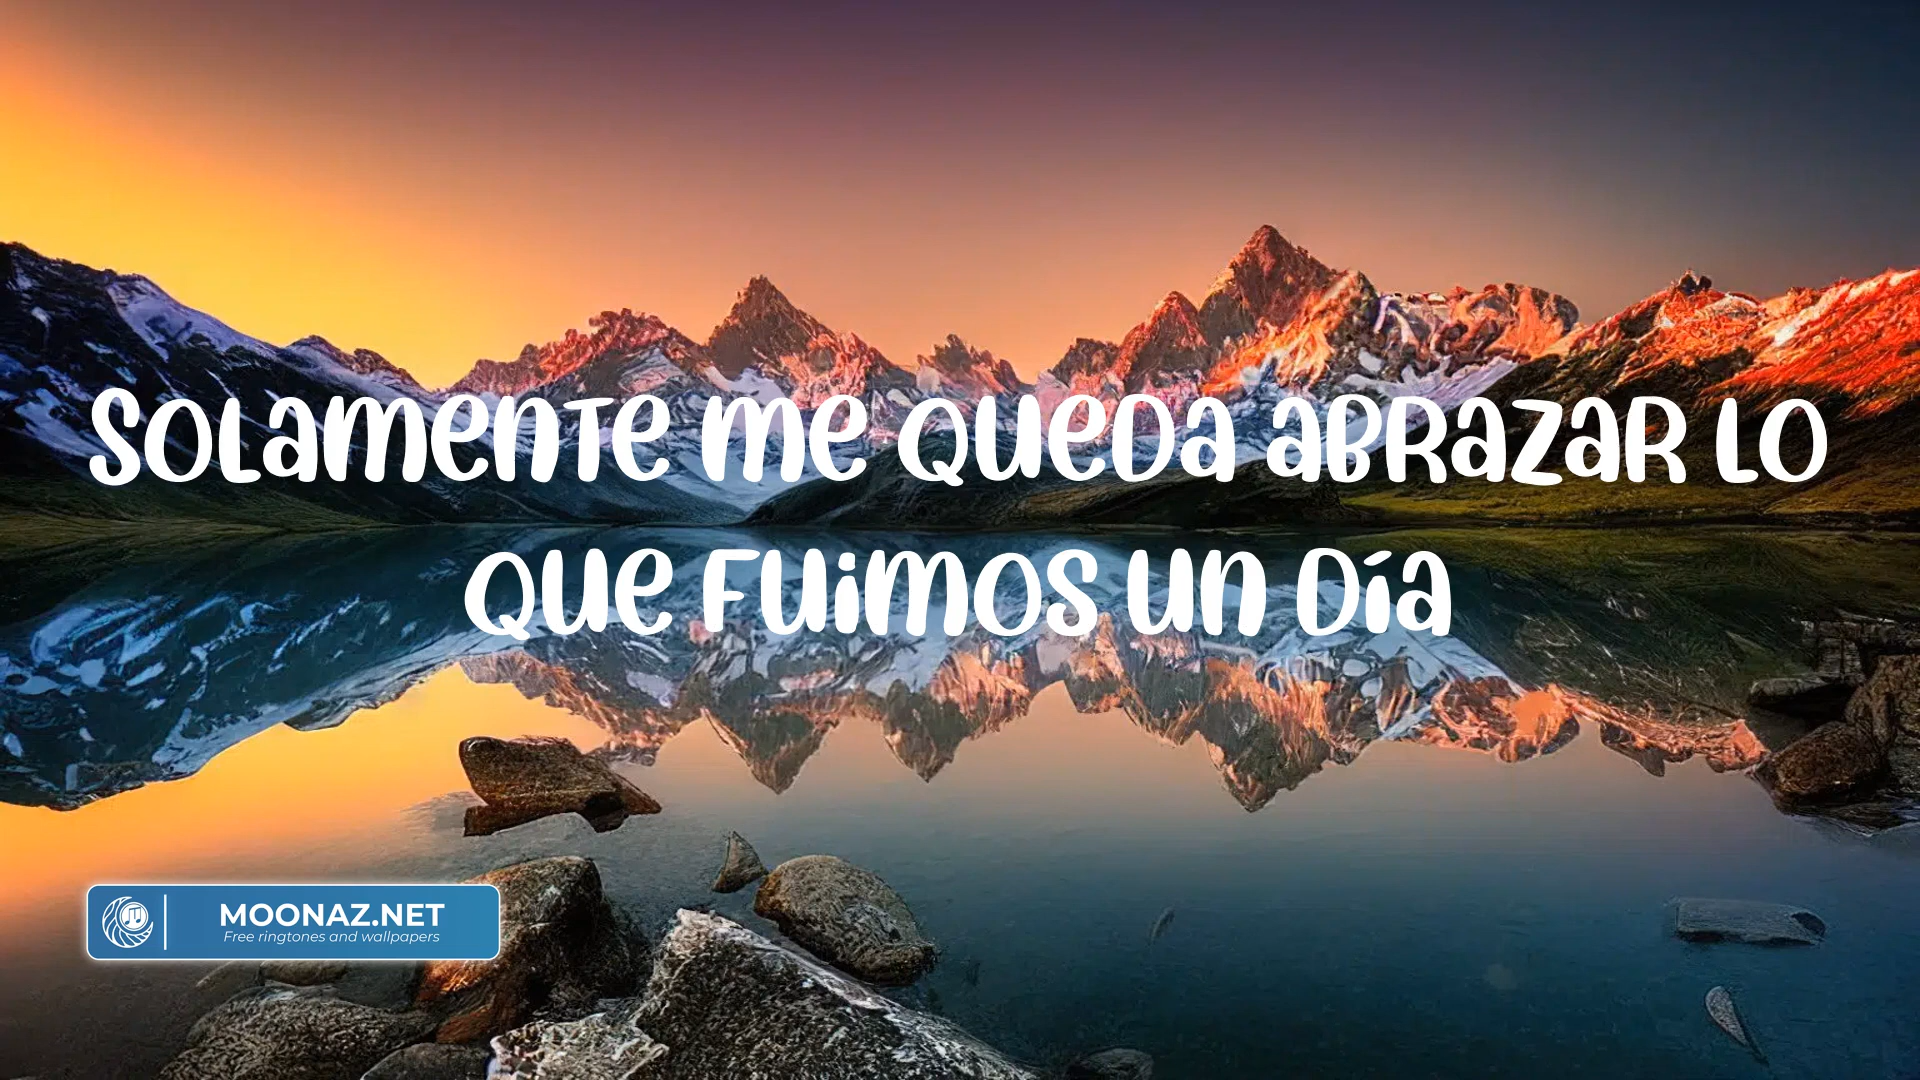 Solamente me queda abrazar lo
que fuimos un día
MOONAZ.NET
Free ringtones and wallpapers